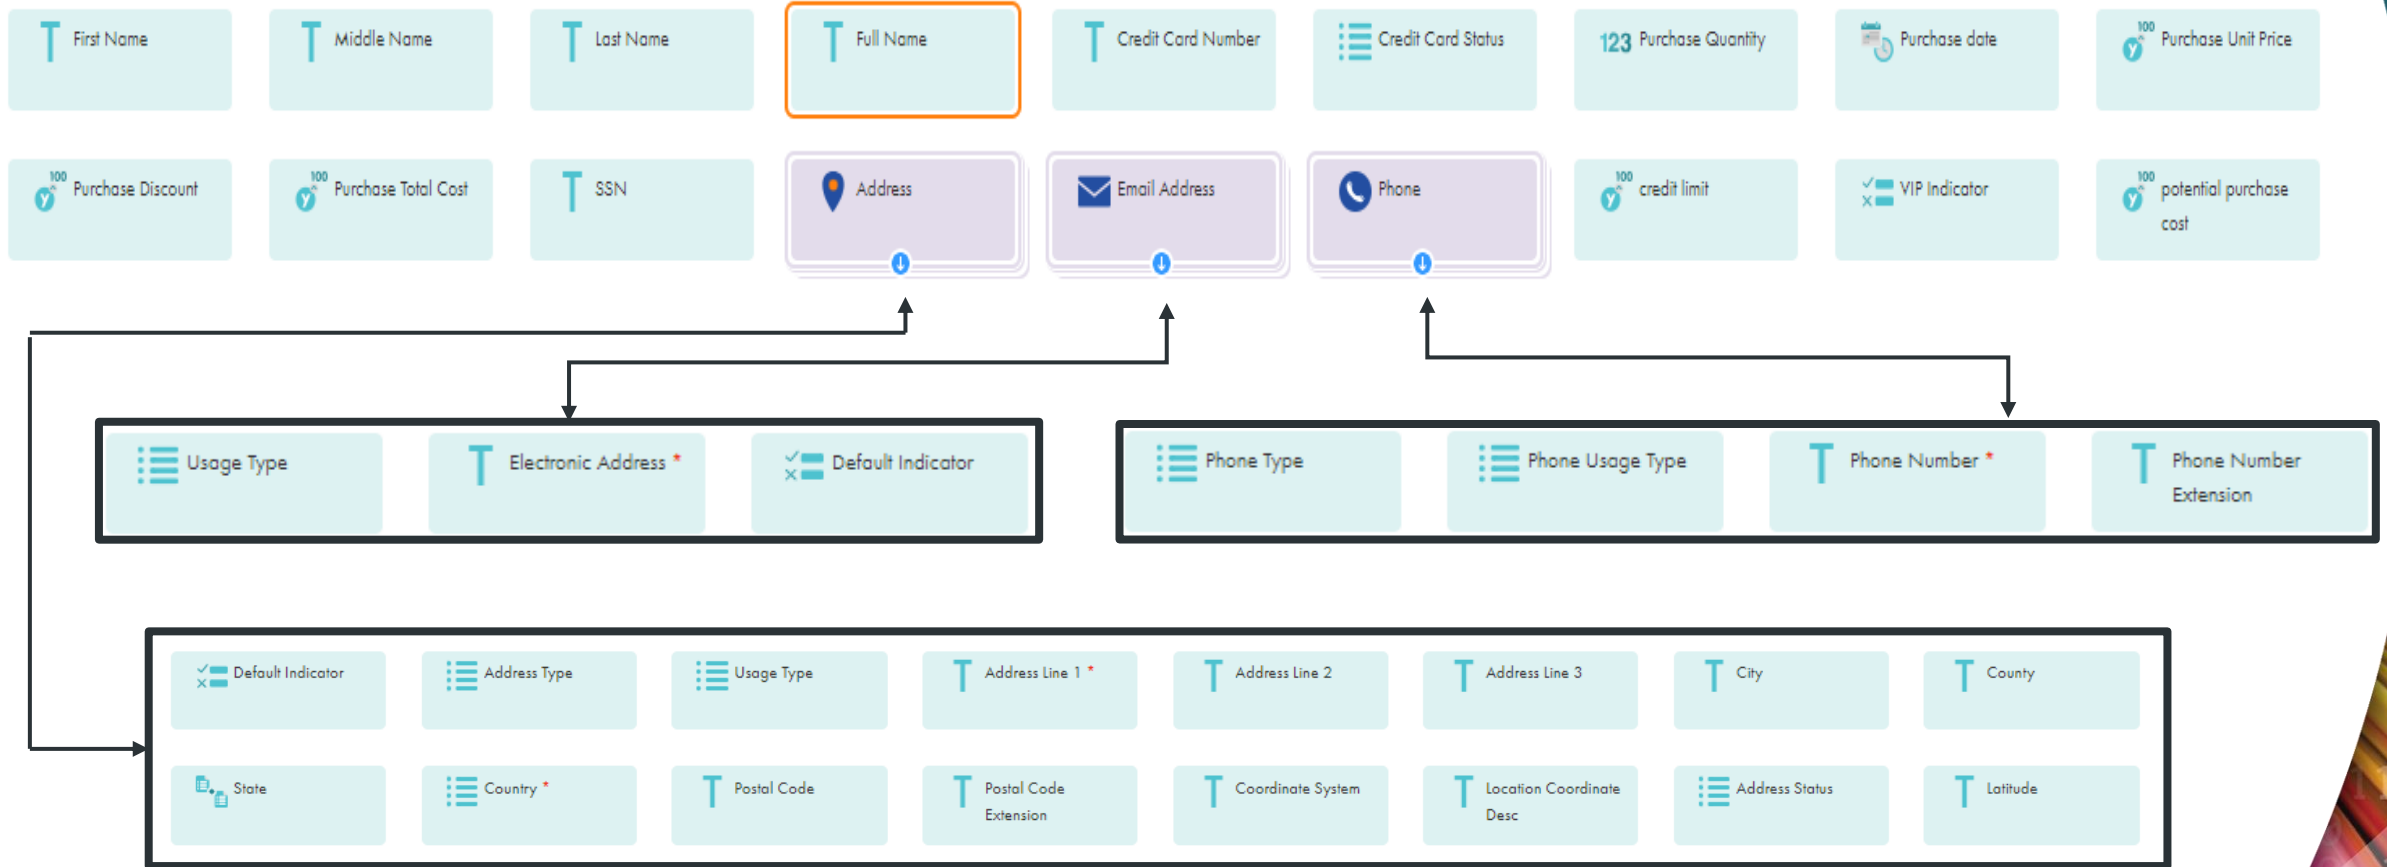 First Name
Middle Name
Last Name
Full Name
Credit Card Number
Credit Card Status
123 Purchase Quantity
Purchase date
100 y Purchase Unit Price
100 y Purchase Discount
100 y Purchase Total Cost
SSN
Address
Email Address
Phone
100 y credit limit
VIP Indicator
100 y potential purchase
cost
Usage Type
Electronic Address *
Default Indicator
Phone Type
Phone Usage Type
Phone Number *
Phone Number
Extension
Default Indicator
Address Type
Usage Type
Address Line 1 *
Address Line 2
Address Line 3
City
County
State
Country *
Postal Code
Postal Code
Extension
Coordinate System
Location Coordinate
Desc
Address Status
Latitude